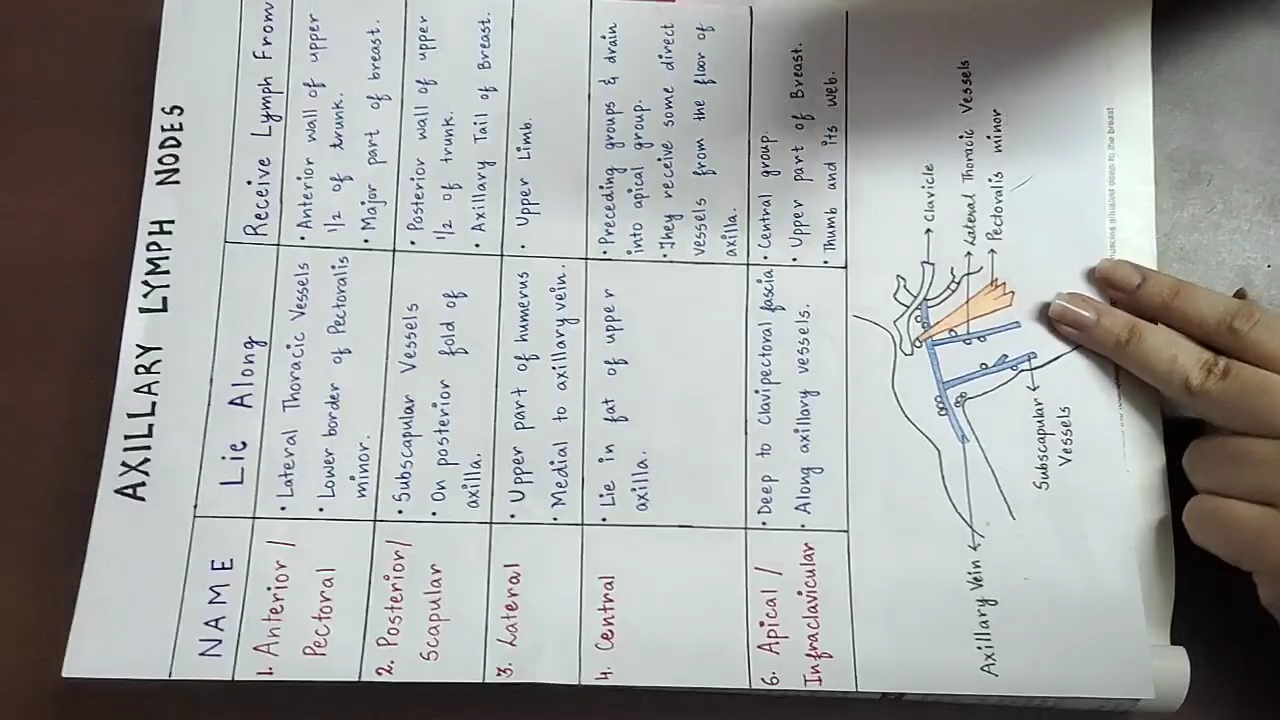 AXILLARY LYMPH NODES
NAME
Lie Along
Receive Lymph From
1. Anterior /
Pectoral
• Lateral Thoracic Vessels
• Lower border of Pectoralis
minor.
• Anterior wall of upper
1/2 of trunk.
• Major part of breast.
2. Posterior/
Scapular
• Subscapular Vessels
• On posterior fold of
axilla.
• Posterior wall of upper
1/2 of trunk.
• Axillary Tail of Breast.
3. Lateral
• Upper part of humerus
• Medial to axillary vein.
• Upper Limb.
4. Central
• Lie in fat of upper
axilla.
• Preceding groups & drain
into apical group.
• They receive some direct
vessels from the floor of
axilla.
6. Apical /
Infraclavicular
• Deep to clavipectoral fascia
• Along axillary vessels.
• Central group.
• Upper part of Breast.
• Thumb and its web.
Clavicle
Lateral Thoracic Vessels
Pectoralis minor
Subscapular
Vessels
Axillary Vein
muscles situated deep to the breast